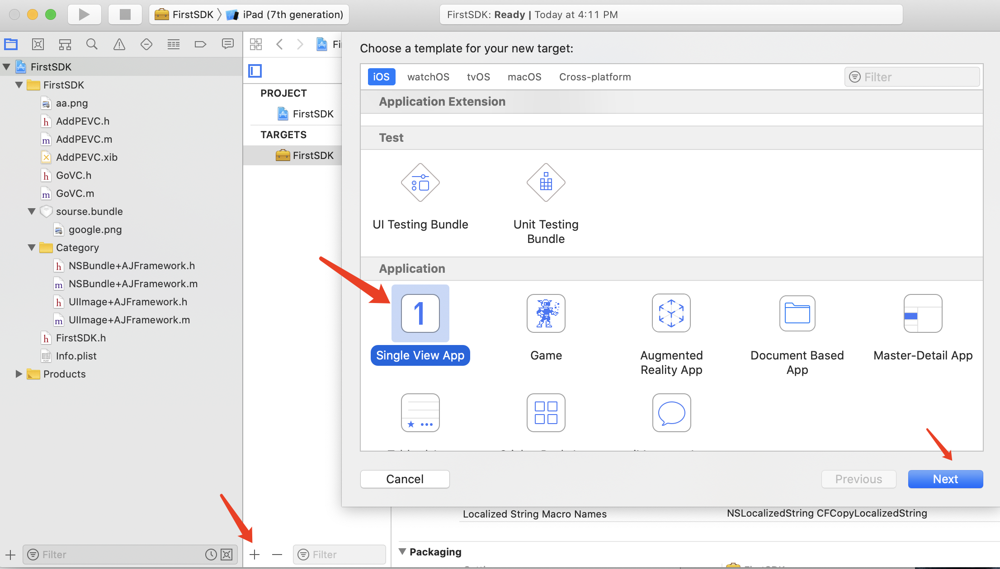 FirstSDK
iPad (7th generation)
FirstSDK: Ready | Today at 4:11 PM
FirstSDK
FirstSDK
aa.png
AddPEVC.h
AddPEVC.m
AddPEVC.xib
GoVC.h
GoVC.m
sourse.bundle
google.png
Category
NSBundle+AJFramework.h
NSBundle+AJFramework.m
UIImage+AJFramework.h
UIImage+AJFramework.m
FirstSDK.h
Info.plist
Products
Filter
PROJECT
FirstSDK
TARGETS
FirstSDK
Filter
Choose a template for your new target:
iOS
watchOS
tvOS
macOS
Cross-platform
Filter
Application Extension
Test
UI Testing Bundle
Unit Testing
Bundle
Application
1
Single View App
Game
Augmented
Reality App
Document Based
App
Master-Detail App
Cancel
Previous
Next
Localized String Macro Names
NSLocalizedString CFCopyLocalizedString
Packaging